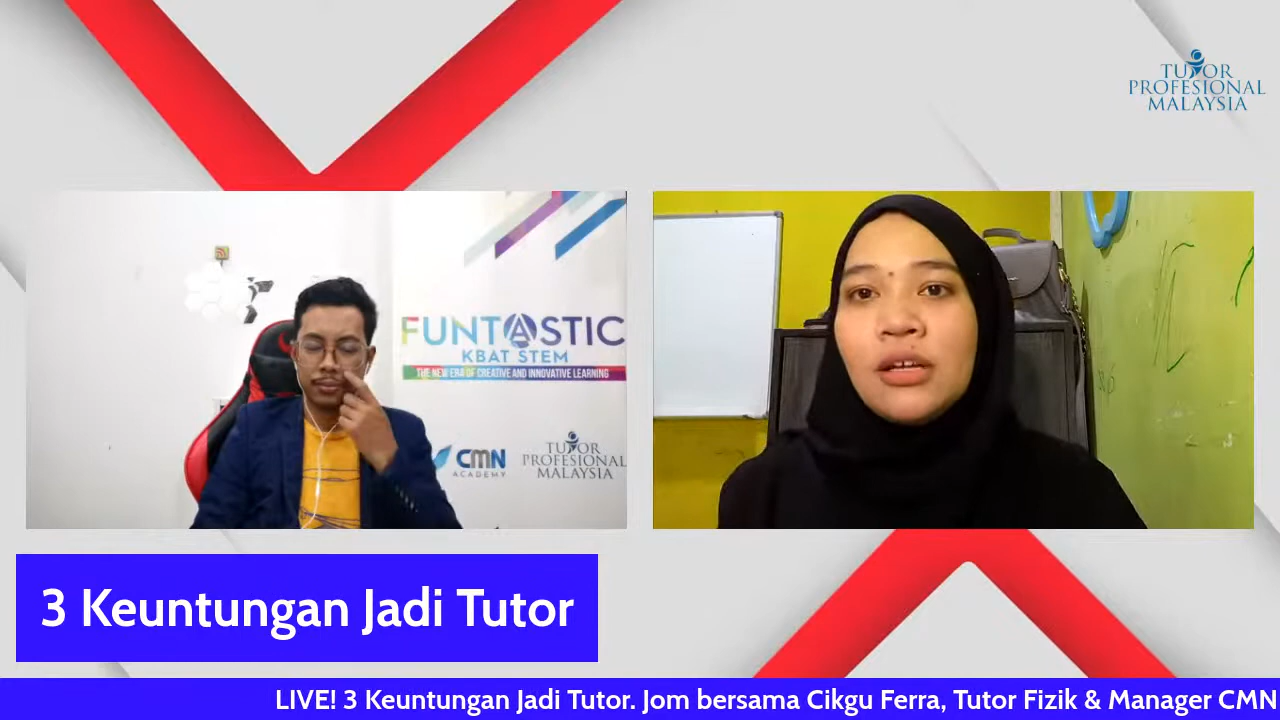 TUTOR
PROFESIONAL
MALAYSIA
FUNTASTIC
KBAT STEM
THE NEW ERA OF CREATIVE AND INNOVATIVE LEARNING
CMN
ACADEMY
TUTOR
PROFESIONAL
MALAYSIA
3 Keuntungan Jadi Tutor
LIVE! 3 Keuntungan Jadi Tutor. Jom bersama Cikgu Ferra, Tutor Fizik & Manager CMN